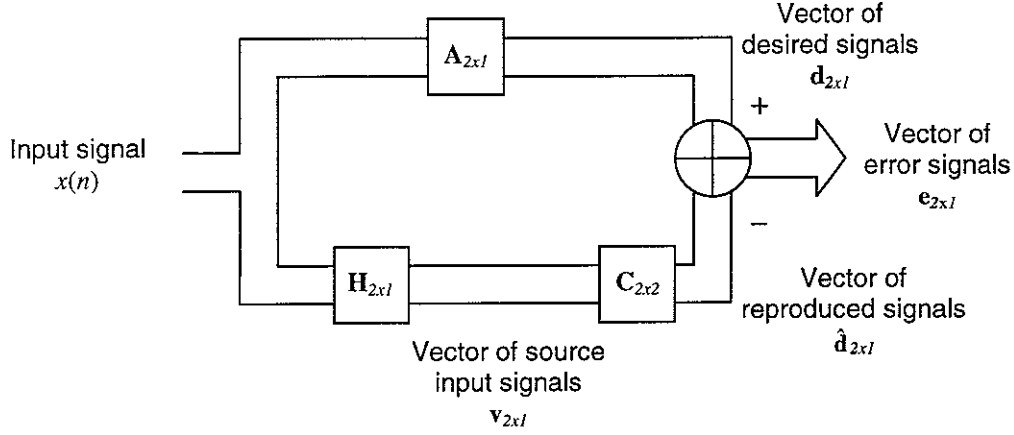 Vector of
desired signals
d2x1
A2x1
+
Input signal
x(n)
Vector of
error signals
e2x1
−
H2x1
C2x2
Vector of
reproduced signals
d̂2x1
Vector of source
input signals
v2x1